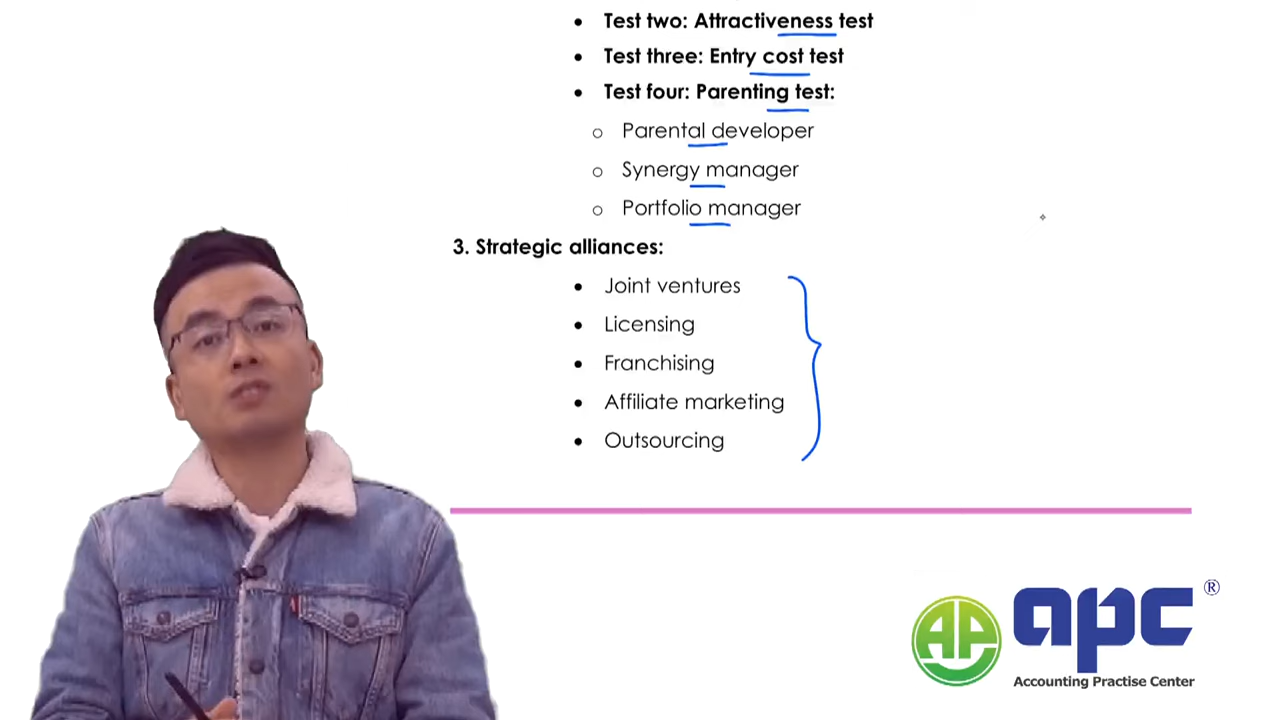 • Test two: Attractiveness test
• Test three: Entry cost test
• Test four: Parenting test:
o Parental developer
o Synergy manager
o Portfolio manager
3. Strategic alliances:
• Joint ventures
• Licensing
• Franchising
• Affiliate marketing
• Outsourcing
AP apc ®
Accounting Practise Center